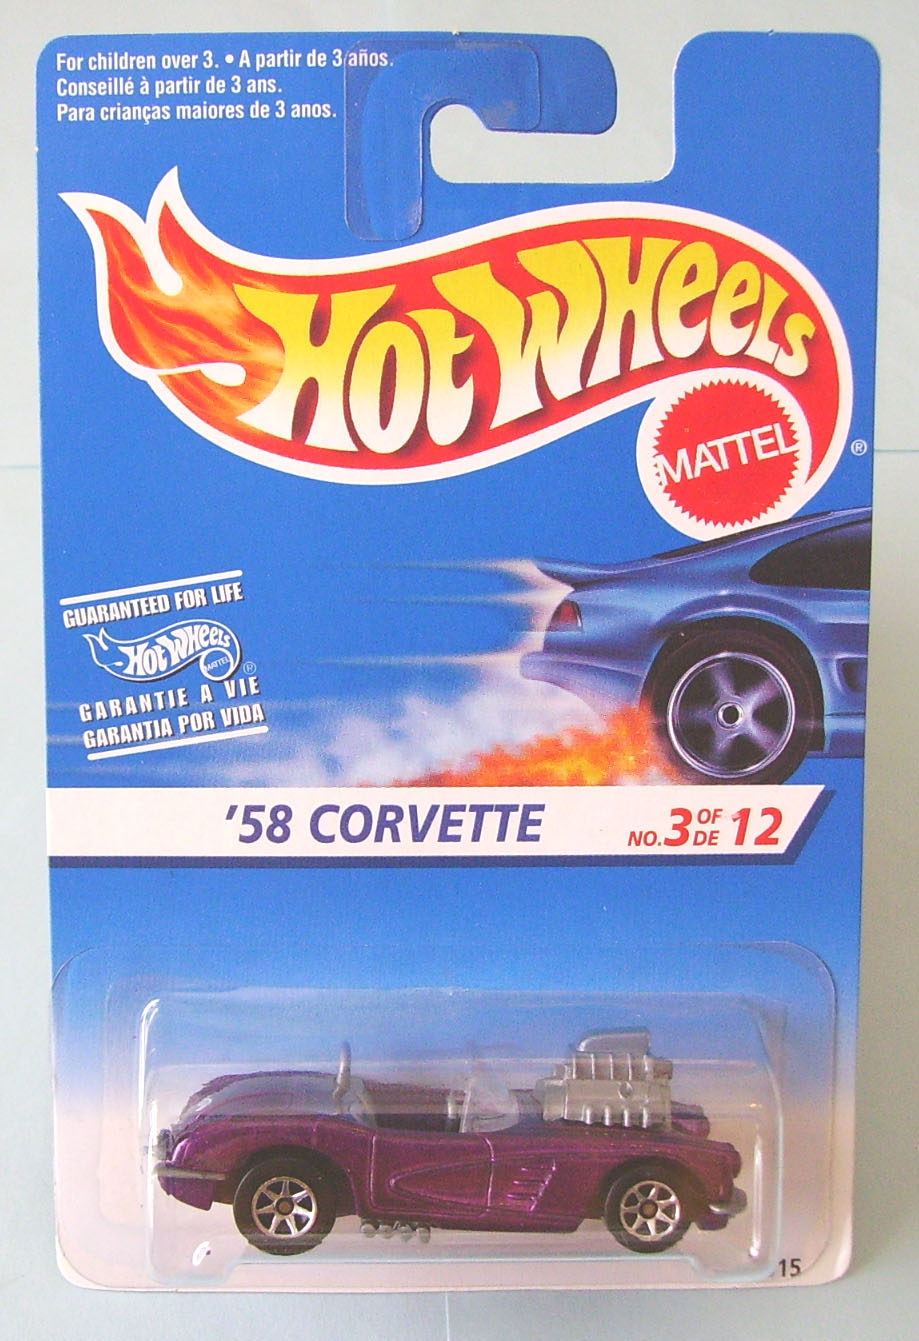 For children over 3. • A partir de 3 años.
Conseillé à partir de 3 ans.
Para crianças maiores de 3 anos.
HOT WHEELS
MATTEL
®
GUARANTEED FOR LIFE
HOT WHEELS
MATTEL
®
GARANTIE A VIE
GARANTIA POR VIDA
'58 CORVETTE
NO. 3 OF DE 12
15